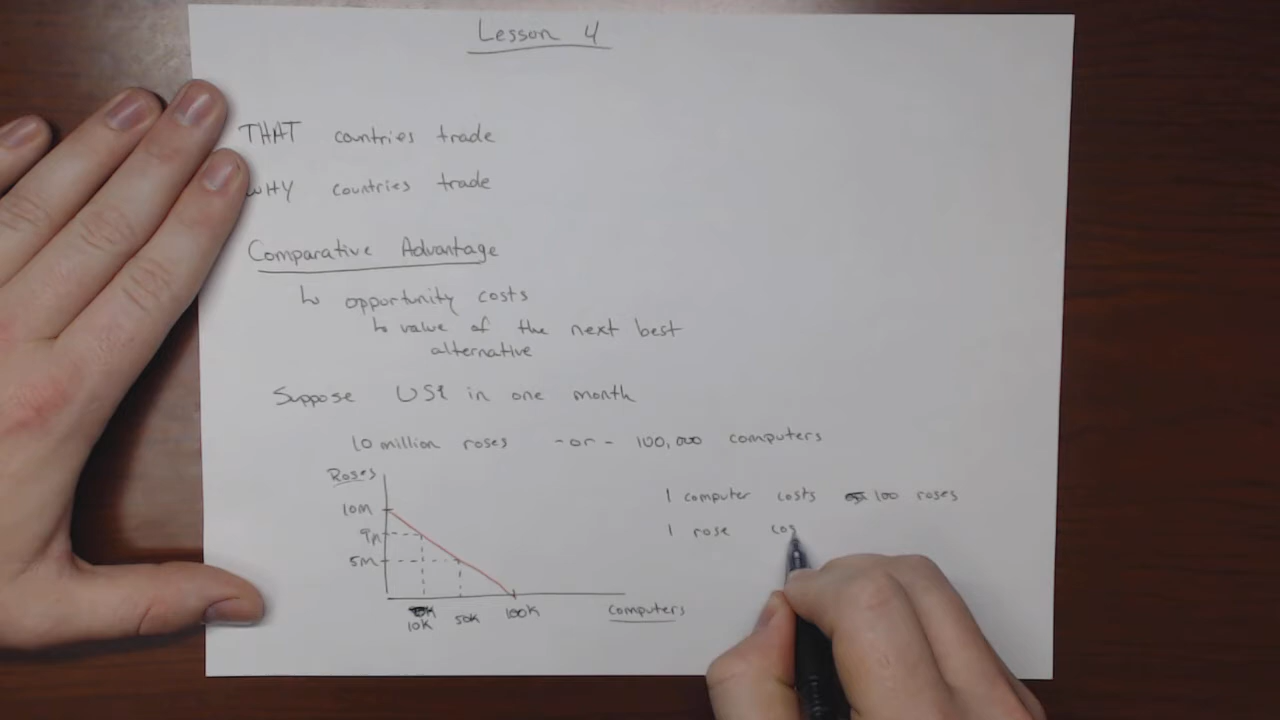 Lesson 4
THAT countries trade
WHY countries trade
Comparative Advantage
↳ opportunity costs
↳ value of the next best
alternative
Suppose US: in one month
10 million roses -or- 100,000 computers
Roses
1 computer costs 100 roses
10M
1 rose cos
9M
5M
10K 50K 100K Computers